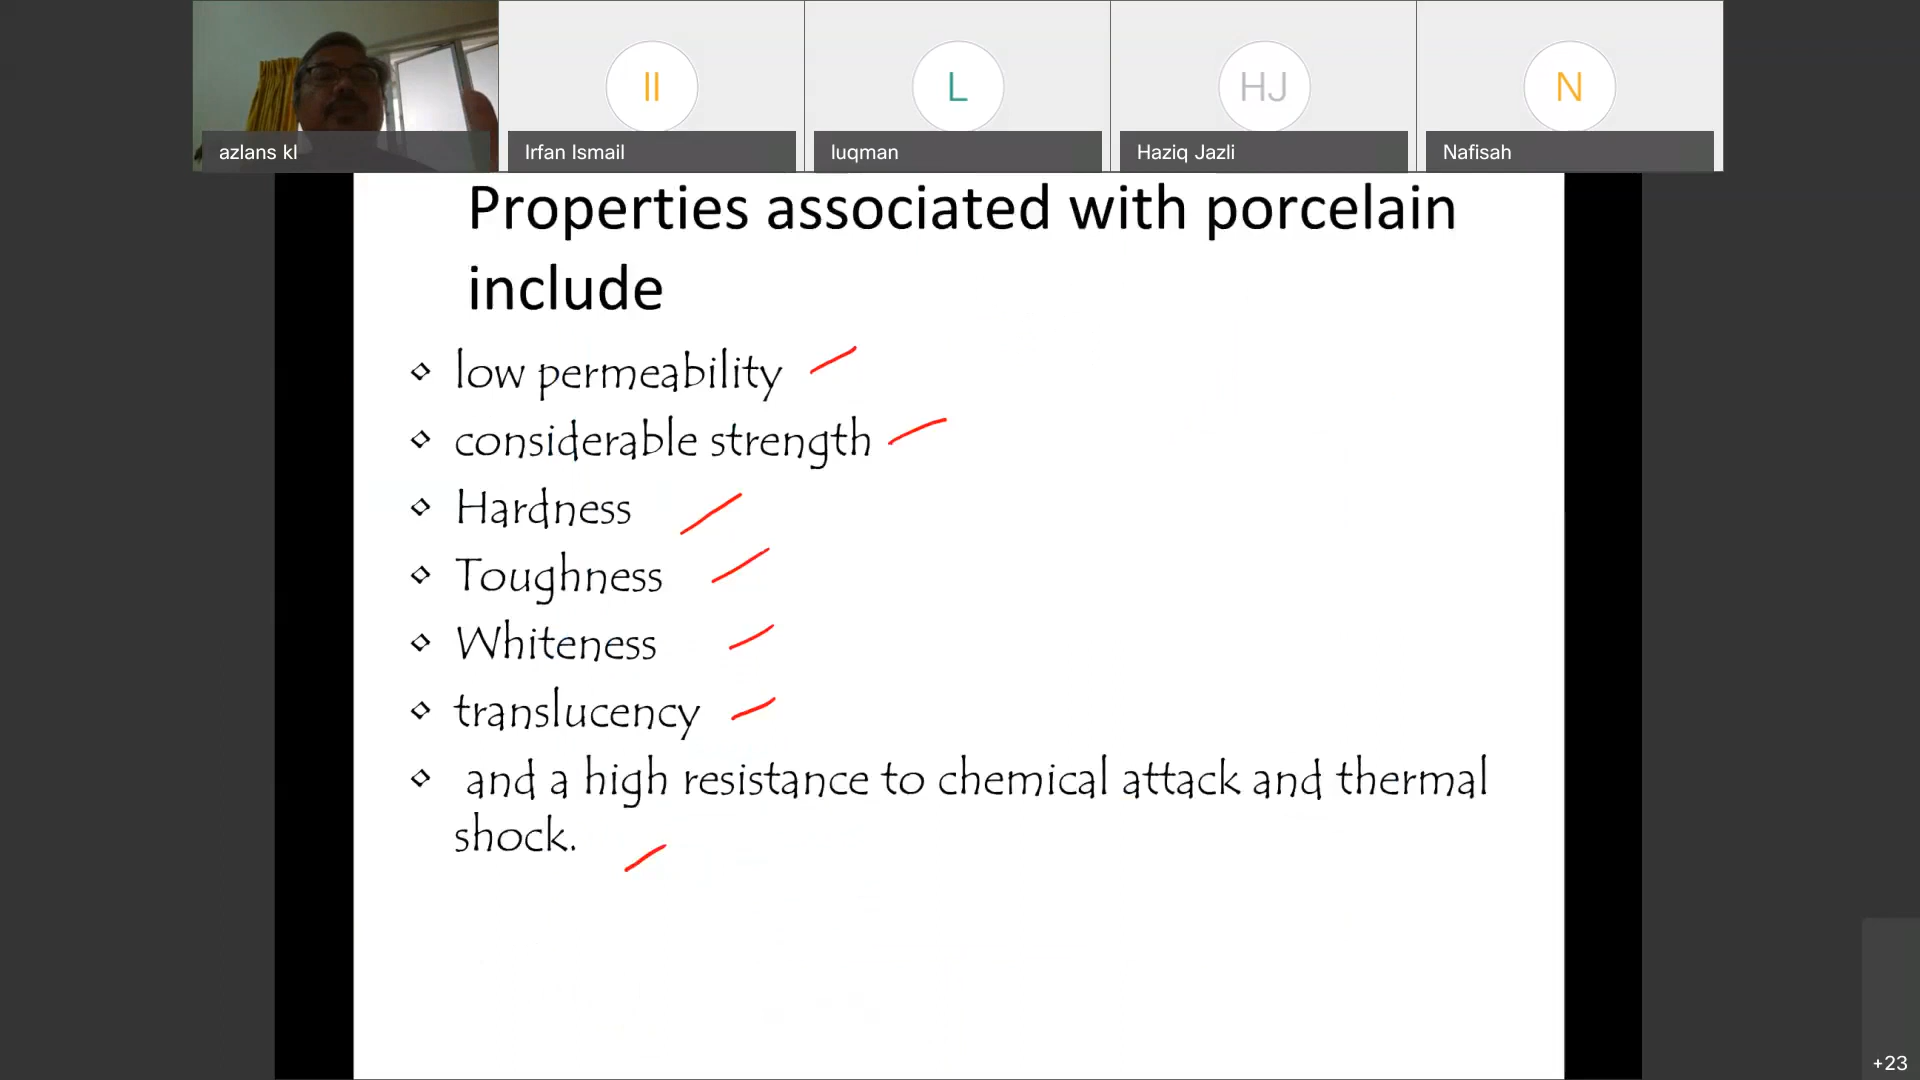 azlans kl
II
Irfan Ismail
L
luqman
HJ
Haziq Jazli
N
Nafisah
Properties associated with porcelain
include
low permeability
considerable strength
Hardness
Toughness
Whiteness
translucency
and a high resistance to chemical attack and thermal
shock.
+23